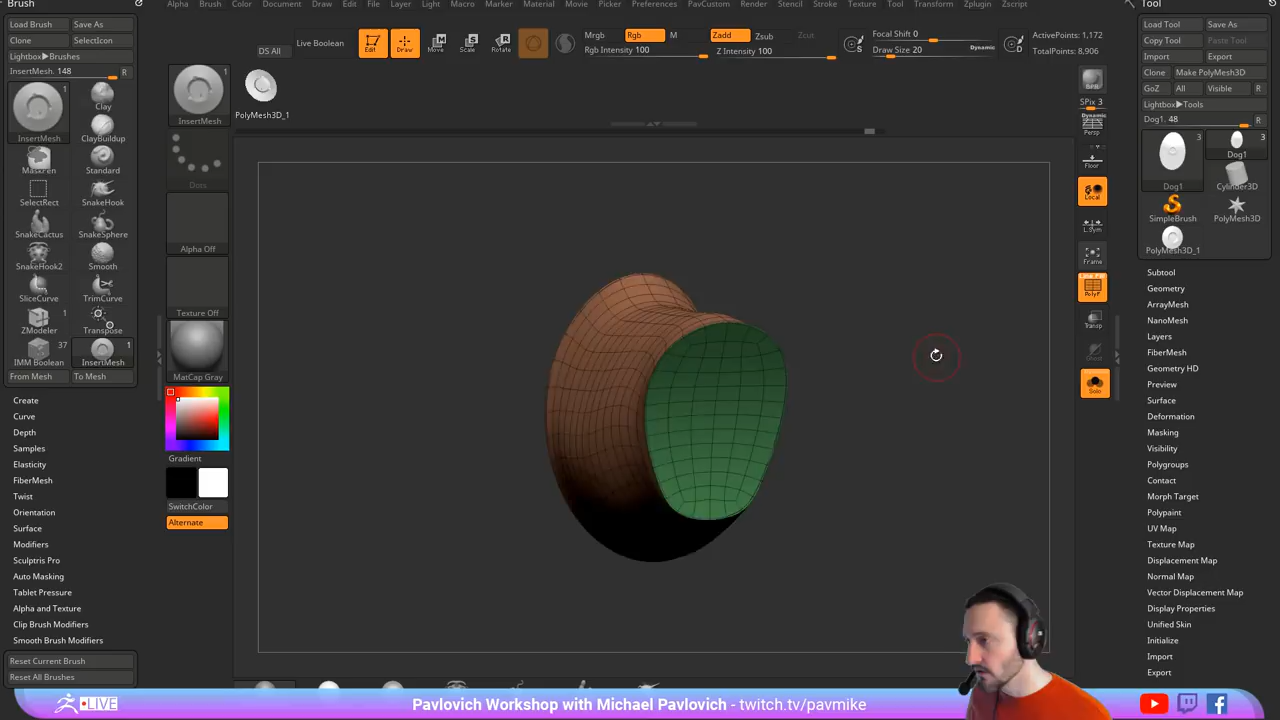 Brush
Alpha Brush Color Document Draw Edit File Layer Light Macro Marker Material Movie Picker Preferences PavCustom Render Stencil Stroke Texture Tool Transform Zplugin Zscript
Tool
Load Brush Save As
Clone SelectIcon
Lightbox▸Brushes
InsertMesh. 148 R
InsertMesh
1
Clay
ClayBuildup
MaskPen
Standard
SelectRect
SnakeHook
SnakeCactus
SnakeSphere
SnakeHook2
Smooth
SliceCurve
TrimCurve
ZModeler
1
Transpose
IMM Boolean
37
InsertMesh
1
From Mesh To Mesh
Create
Curve
Depth
Samples
Elasticity
FiberMesh
Twist
Orientation
Surface
Modifiers
Sculptris Pro
Auto Masking
Tablet Pressure
Alpha and Texture
Clip Brush Modifiers
Smooth Brush Modifiers
Reset Current Brush
Reset All Brushes
DS All
Live Boolean
Edit
Draw
Move
Scale
Rotate
Mrgb Rgb M
Rgb Intensity 100
Zadd Zsub Zcut
Z Intensity 100
S
Focal Shift 0
Draw Size 20
Dynamic
D
ActivePoints: 1,172
TotalPoints: 8,906
InsertMesh
1
PolyMesh3D_1
Dots
Alpha Off
Texture Off
MatCap Gray
Gradient
SwitchColor
Alternate
BPR
SPix 3
Dynamic
Persp
Floor
Local
L.Sym
Frame
Line Fill
PolyF
Transp
Ghost
Solo
Load Tool Save As
Copy Tool Paste Tool
Import Export
Clone Make PolyMesh3D
GoZ All Visible R
Lightbox▸Tools
Dog1. 48 R
3
Dog1
3
Dog1
Cylinder3D
SimpleBrush
PolyMesh3D
PolyMesh3D_1
Subtool
Geometry
ArrayMesh
NanoMesh
Layers
FiberMesh
Geometry HD
Preview
Surface
Deformation
Masking
Visibility
Polygroups
Contact
Morph Target
Polypaint
UV Map
Texture Map
Displacement Map
Normal Map
Vector Displacement Map
Display Properties
Unified Skin
Initialize
Import
Export
LIVE
Pavlovich Workshop with Michael Pavlovich - twitch.tv/pavmike